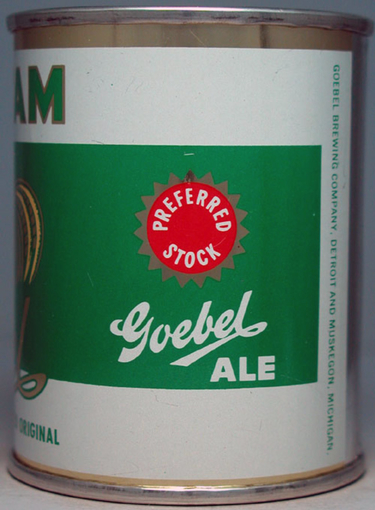 AM
PREFERRED
STOCK
Goebel
ALE
ORIGINAL
GOEBEL BREWING COMPANY, DETROIT AND MUSKEGON, MICHIGAN.